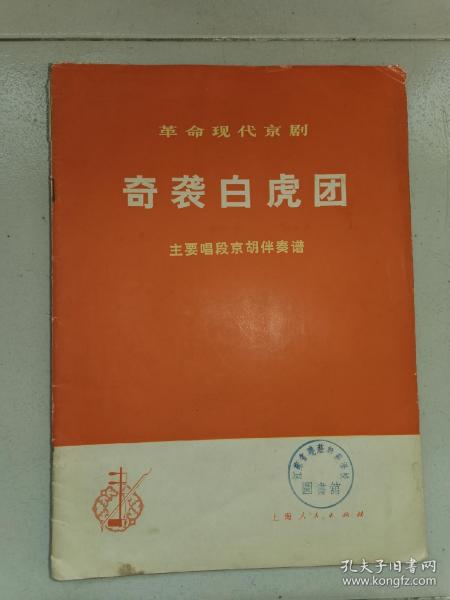 革命现代京剧
奇袭白虎团
主要唱段京胡伴奏谱
图书馆
上海人民出版社
孔夫子旧书网
www.kongfz.com